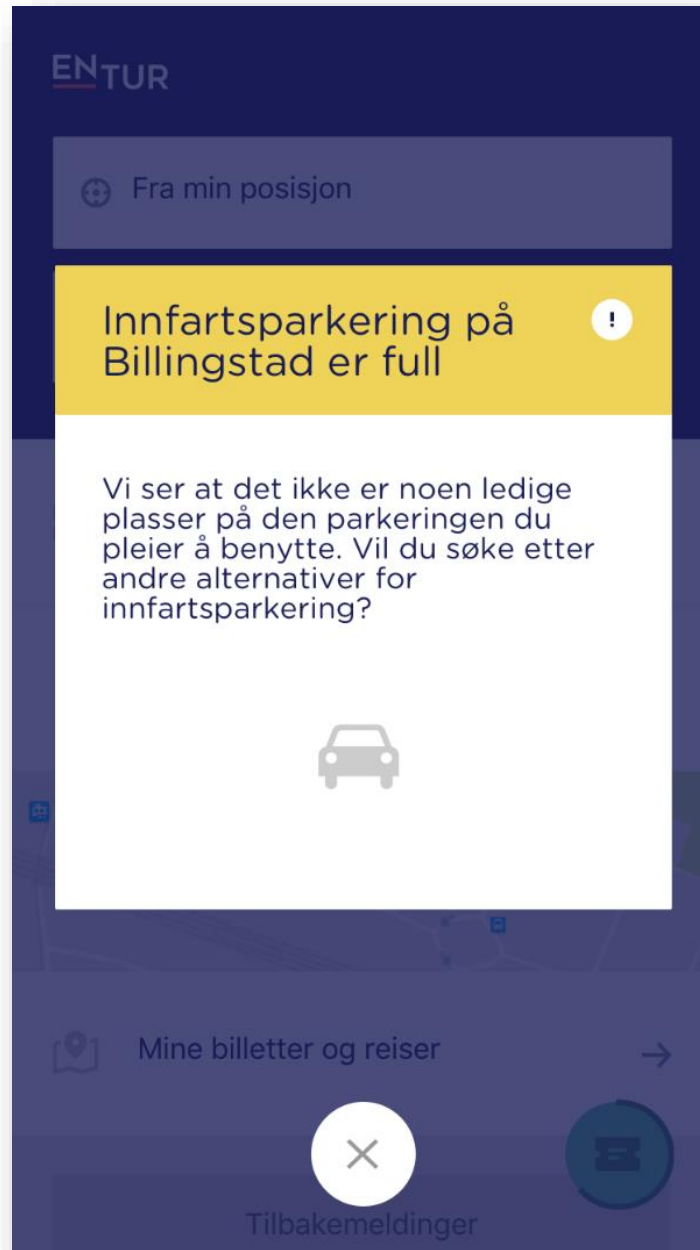 ENTUR
Fra min posisjon
Innfartsparkering på
Billingstad er full
!
Vi ser at det ikke er noen ledige
plasser på den parkeringen du
pleier å benytte. Vil du søke etter
andre alternativer for
innfartsparkering?
Mine billetter og reiser
Tilbakemeldinger